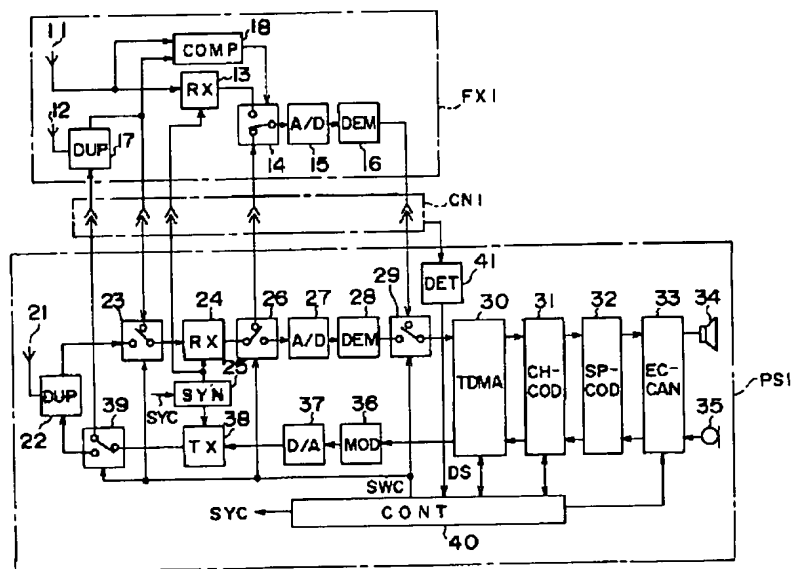 11
18
COMP
13
RX
FX1
12
17
DUP
A/D
DEM
14
15
16
CN1
DET
41
21
23
24
26
27
28
29
30
31
32
33
34
RX
A/D
DEM
TDMA
CH-COD
SP-COD
EC-CAN
SYN
25
SYC
DUP
22
39
TX
38
37
D/A
36
MOD
35
PS1
SWC
DS
SYC
CONT
40